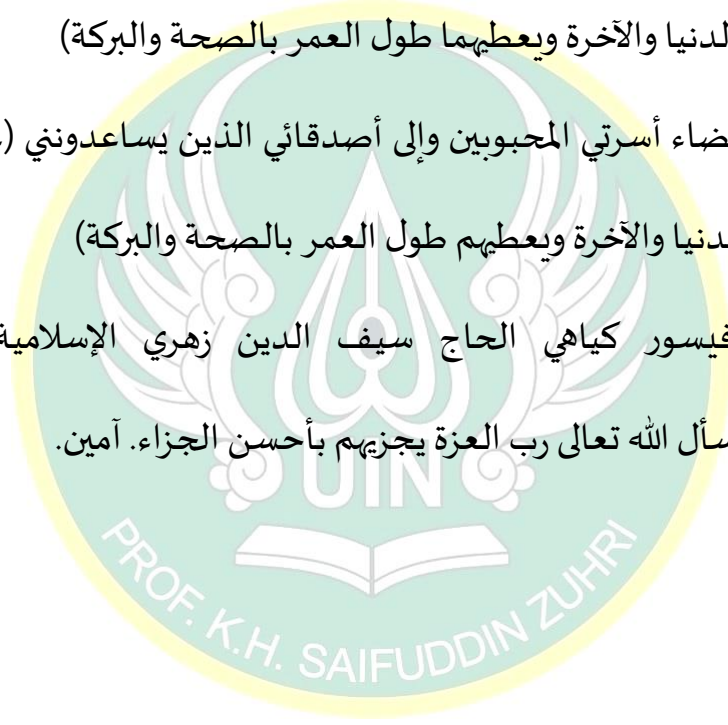 لدنيا والآخرة ويعطيهما طول العمر بالصحة والبركة)
ضاء أسرتي المحبوبين وإلى أصدقائي الذين يساعدونني (
دنيا والآخرة ويعطيهم طول العمر بالصحة والبركة)
فيسور كياهي الحاج سيف الدين زهري الإسلامية
سأل الله تعالى رب العزة يجزيهم بأحسن الجزاء. آمين.
UIN
PROF. K.H. SAIFUDDIN ZUHRI